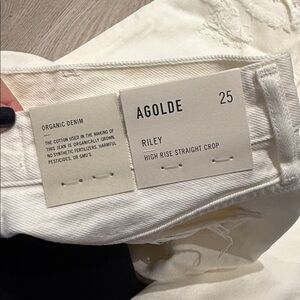 ORGANIC DENIM
THE COTTON USED IN THE MAKING OF
THIS JEAN IS ORGANICALLY GROWN.
NO SYNTHETIC FERTILIZERS, HARMFUL
PESTICIDES, OR GMU'S.
AGOLDE 25
RILEY
HIGH RISE STRAIGHT CROP